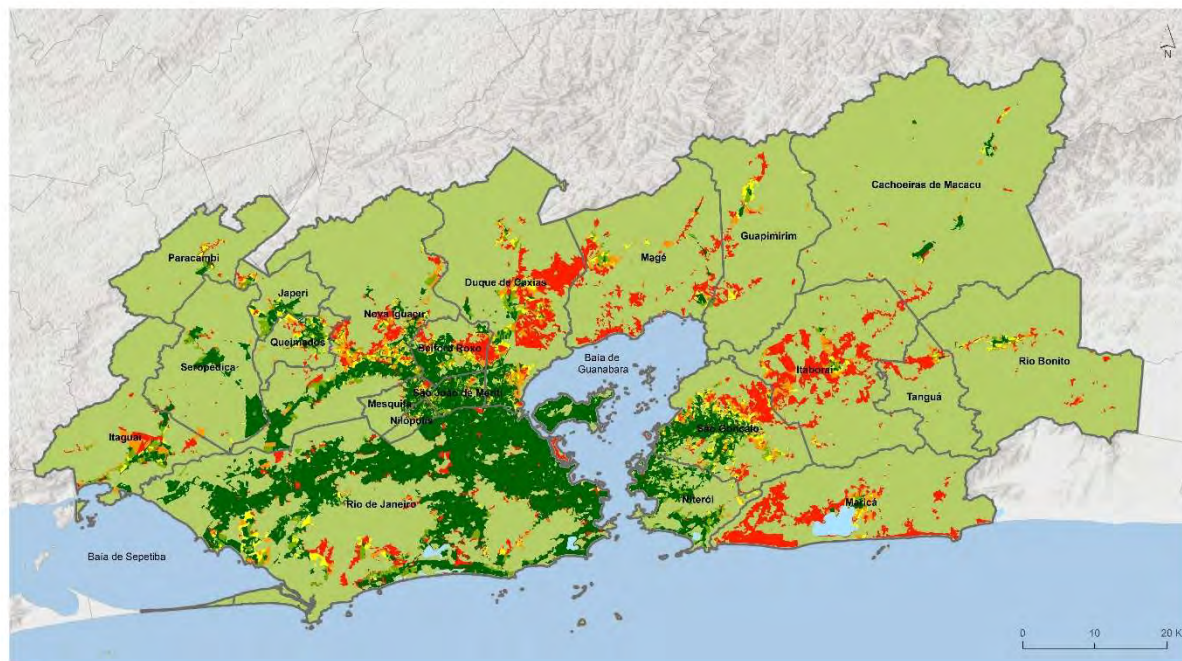 N
Cachoeiras de Macacu
Guapimirim
Paracambi
Magé
Duque de Caxias
Japeri
Nova Iguaçu
Queimados
Belford Roxo
Baía de
Guanabara
Seropédica
Itaboraí
Rio Bonito
Tanguá
São João de Meriti
Mesquita
Nilópolis
São Gonçalo
Itaguaí
Niterói
Maricá
Rio de Janeiro
Baía de Sepetiba
0 10 20 K